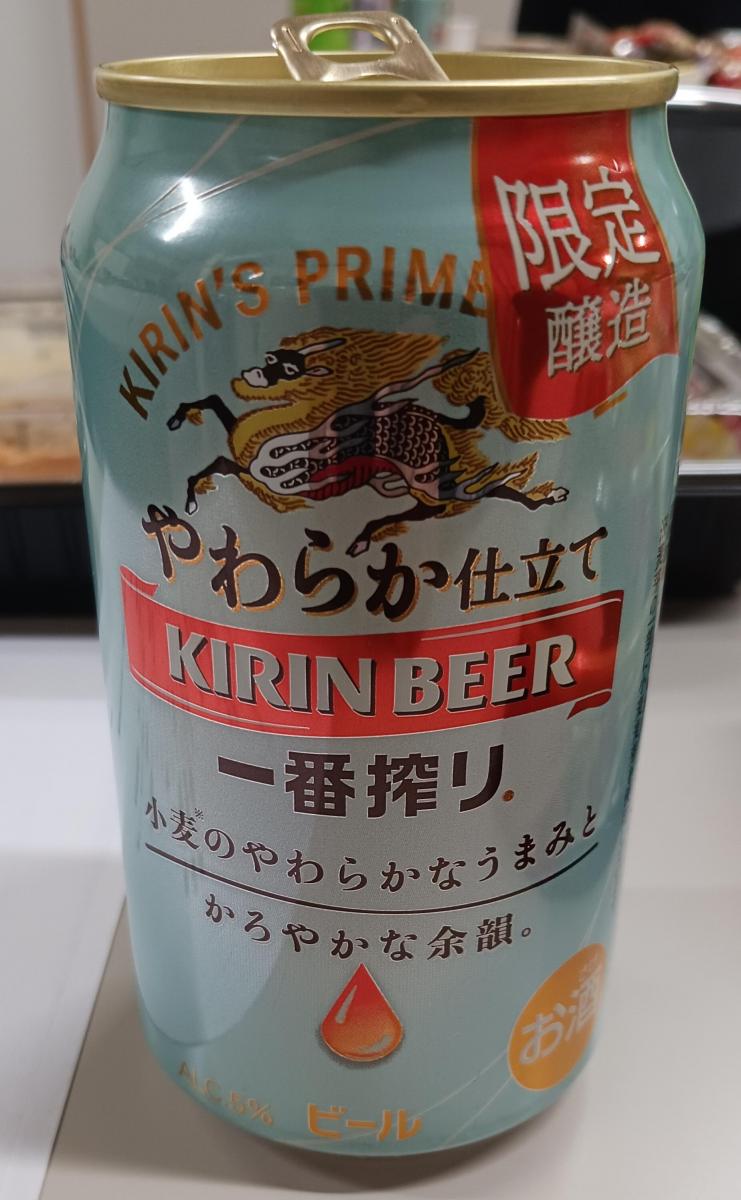 限定
醸造
KIRIN'S PRIME
やわらか仕立て
KIRIN BEER
一番搾り
小麦※のやわらかなうまみと
かろやかな余韻。
お酒
ALC.5%
ビール